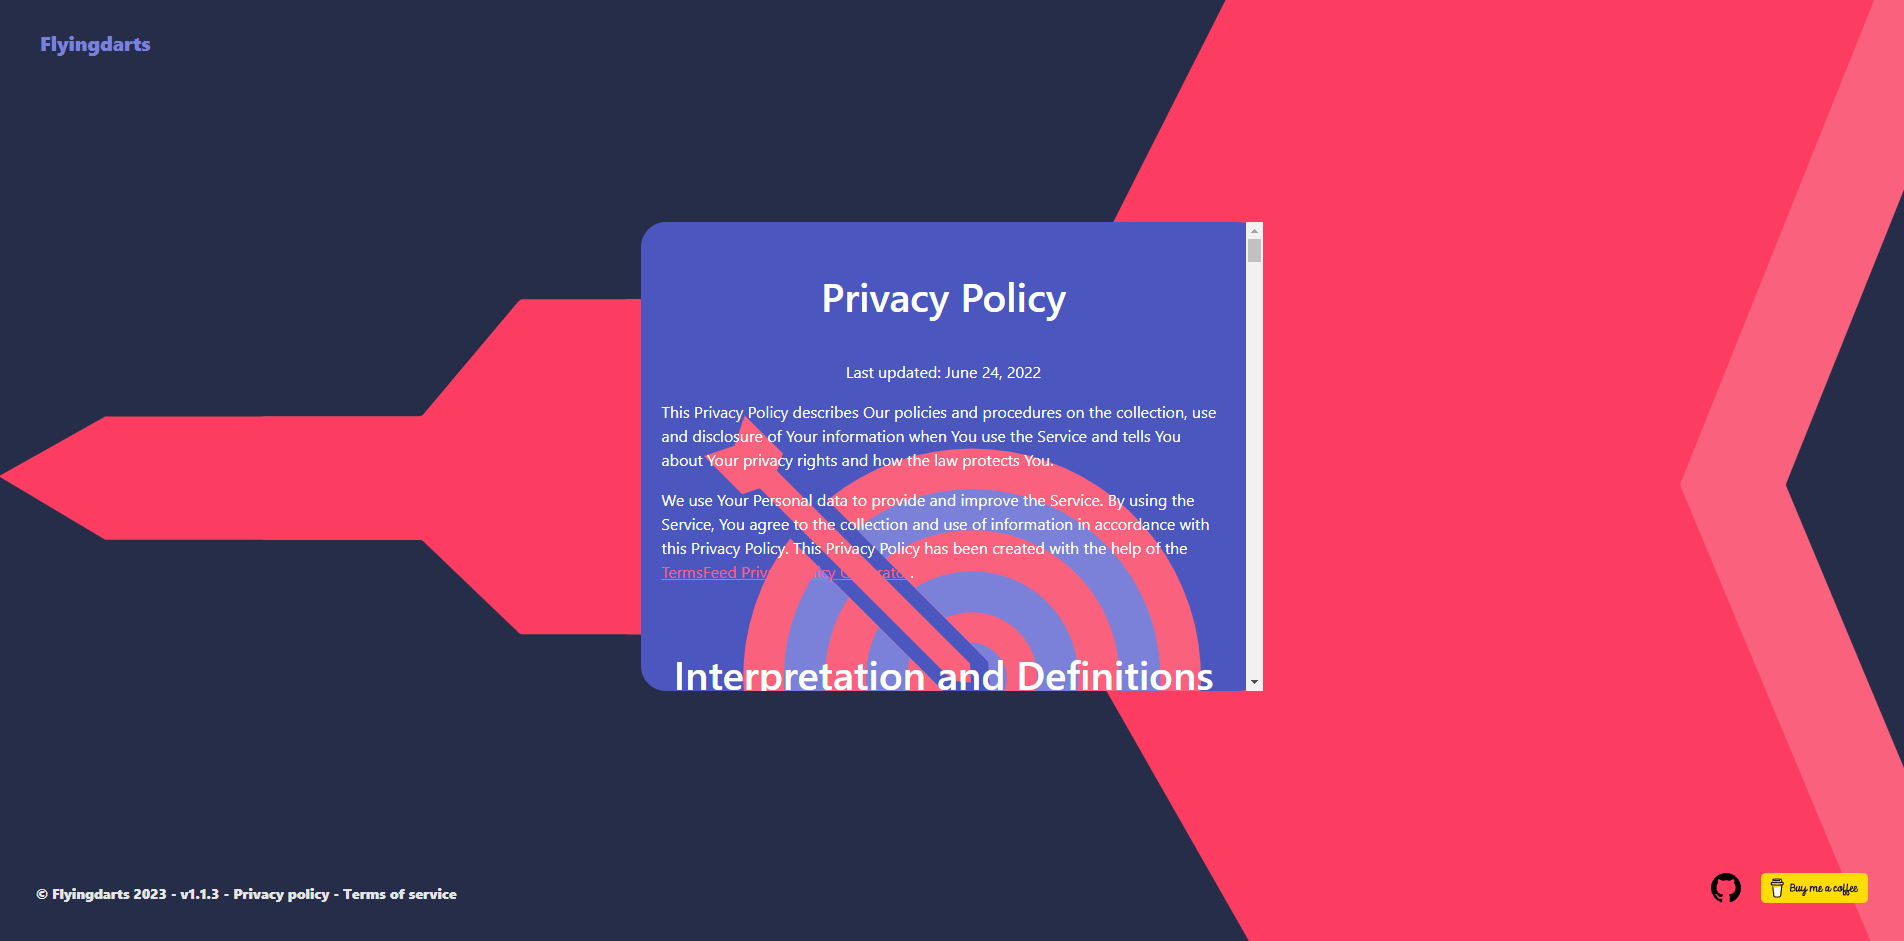 Flyingdarts
Privacy Policy
Last updated: June 24, 2022
This Privacy Policy describes Our policies and procedures on the collection, use
and disclosure of Your information when You use the Service and tells You
about Your privacy rights and how the law protects You.
We use Your Personal data to provide and improve the Service. By using the
Service, You agree to the collection and use of information in accordance with
this Privacy Policy. This Privacy Policy has been created with the help of the
TermsFeed Privacy Policy Generator.
Interpretation and Definitions
© Flyingdarts 2023 - v1.1.3 - Privacy policy - Terms of service
Buy me a coffee